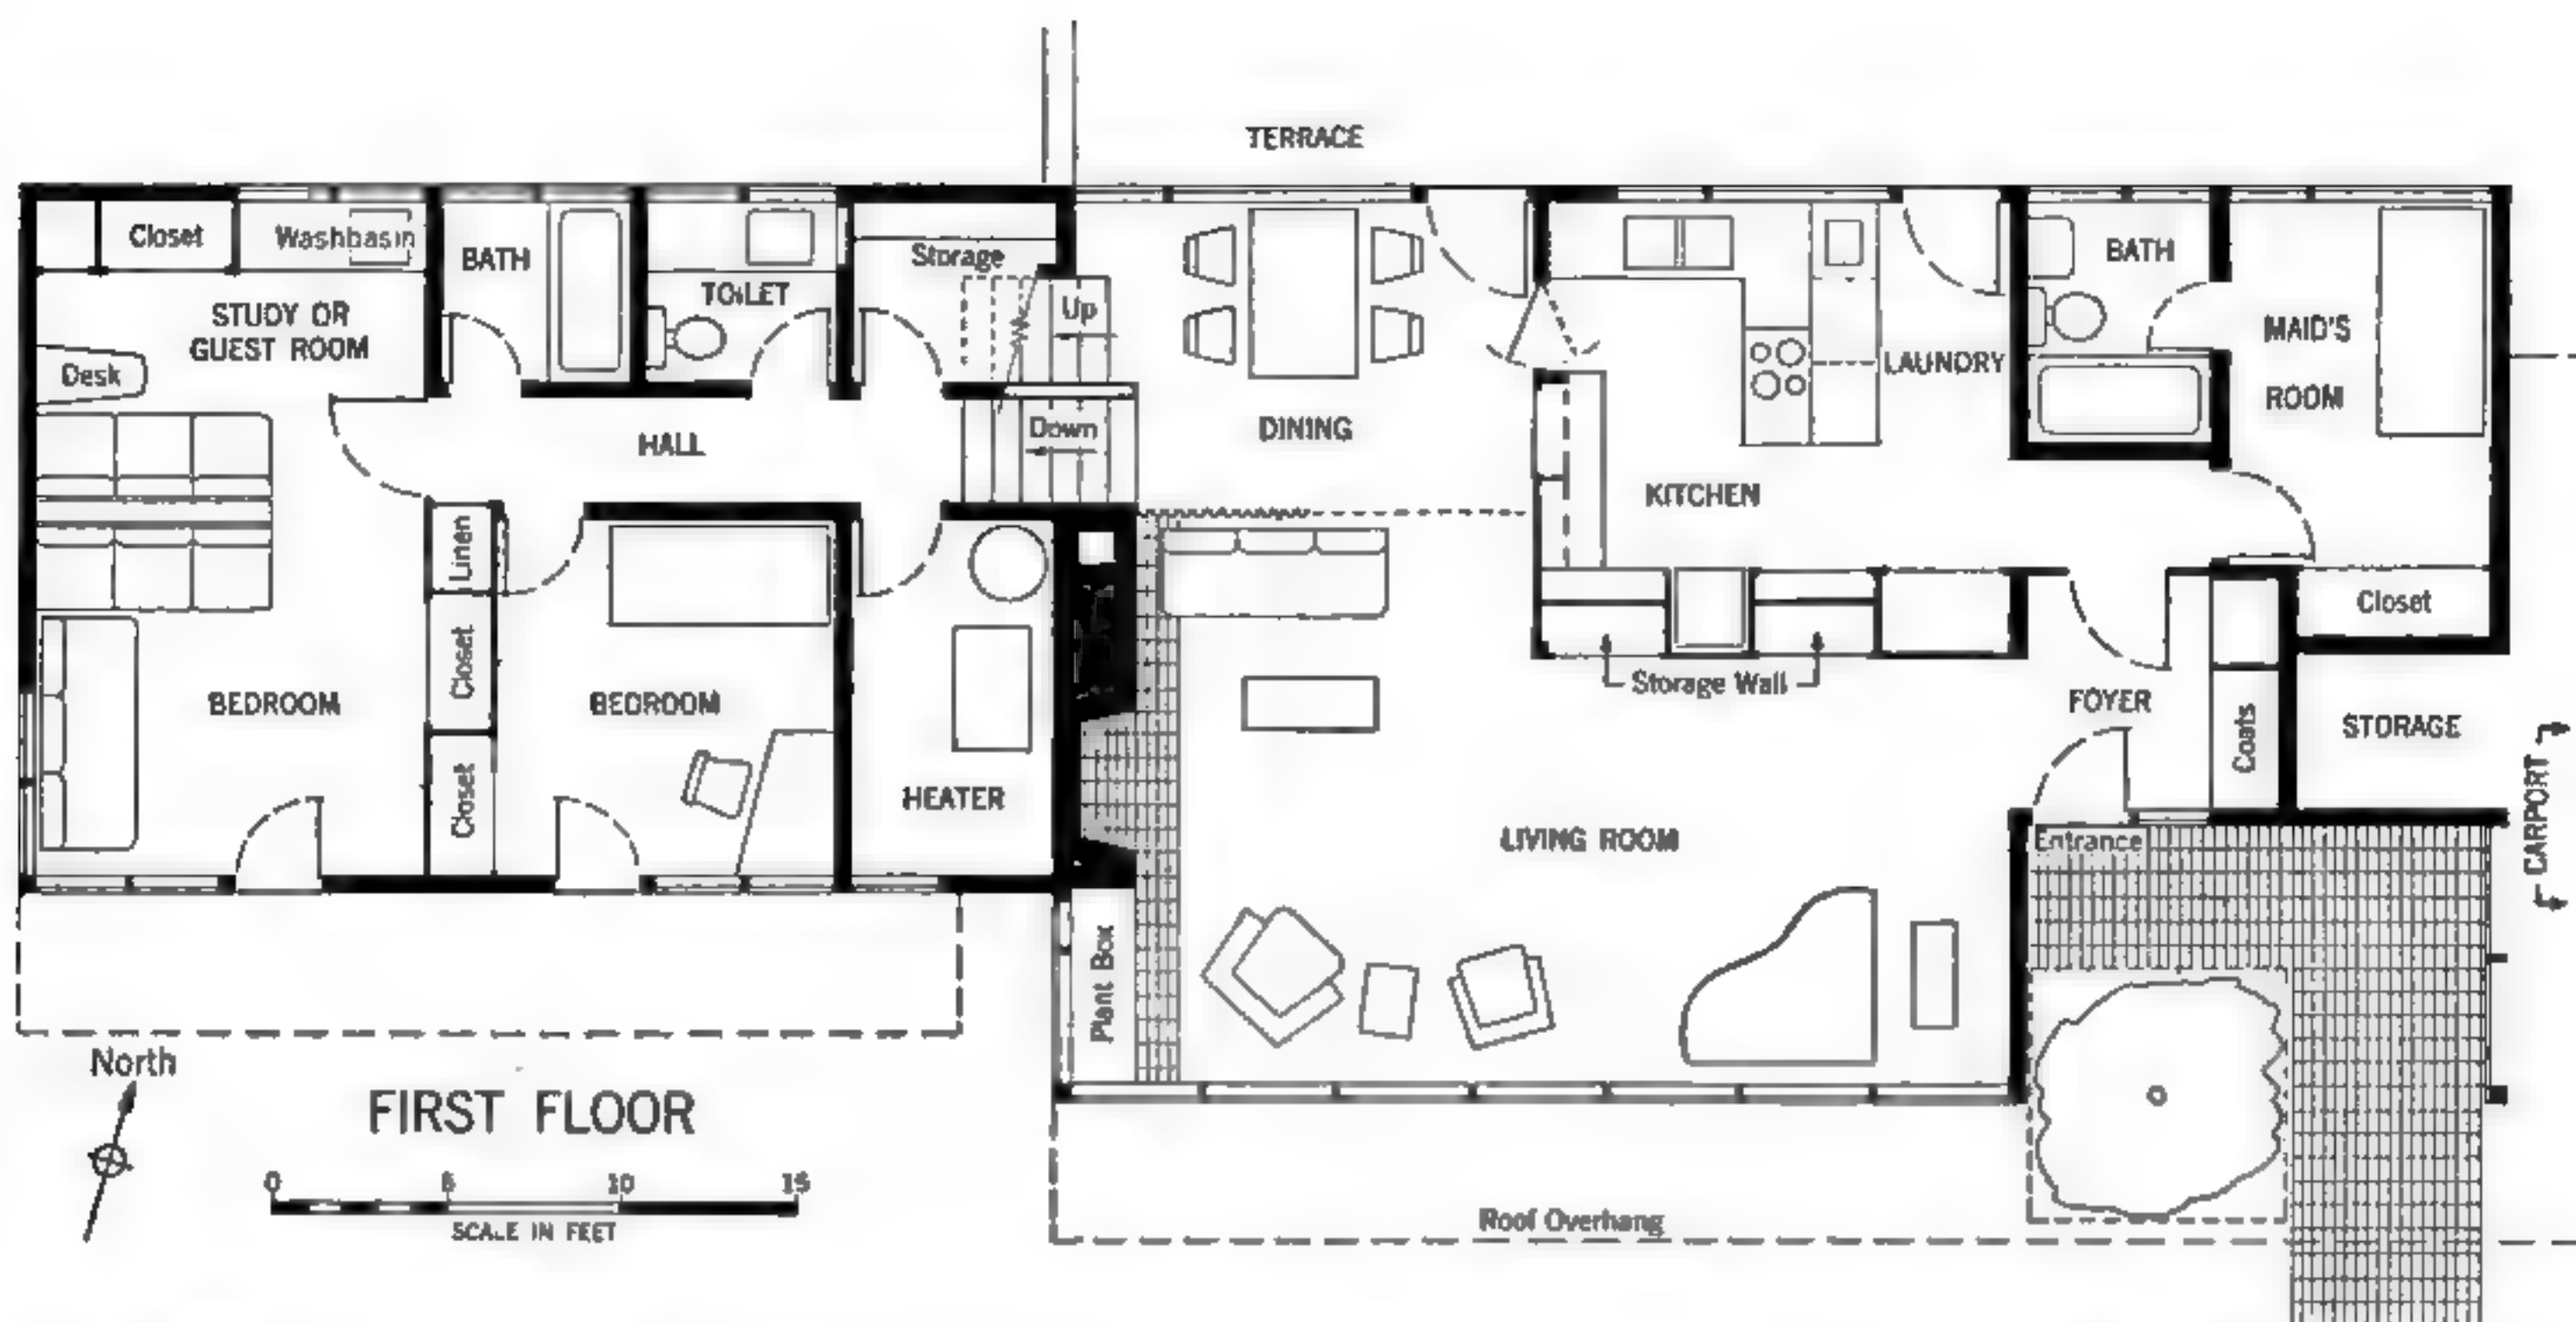 TERRACE
Closet
Washbasin
BATH
Storage
BATH
TOILET
Up
STUDY OR
GUEST ROOM
MAID'S
ROOM
LAUNDRY
Desk
HALL
Down
DINING
KITCHEN
Linen
Closet
Closet
Closet
Storage Wall
BEDROOM
BEDROOM
FOYER
Coats
STORAGE
CARPORT
HEATER
LIVING ROOM
Entrance
Plant Box
North
FIRST FLOOR
0 5 10 15
SCALE IN FEET
Roof Overhang